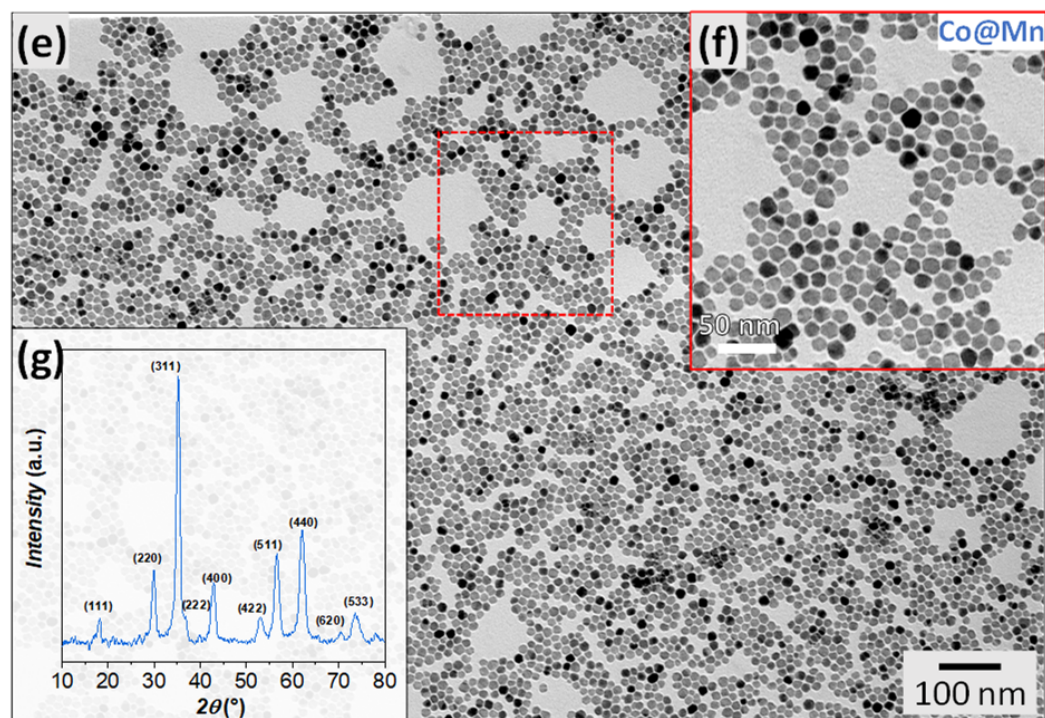 (e)
(f)
Co@Mn
50 nm
(g)
Intensity (a.u.)
(111)
(220)
(311)
(222)
(400)
(422)
(511)
(440)
(620)
(533)
10 20 30 40 50 60 70 80
2θ (°)
100 nm